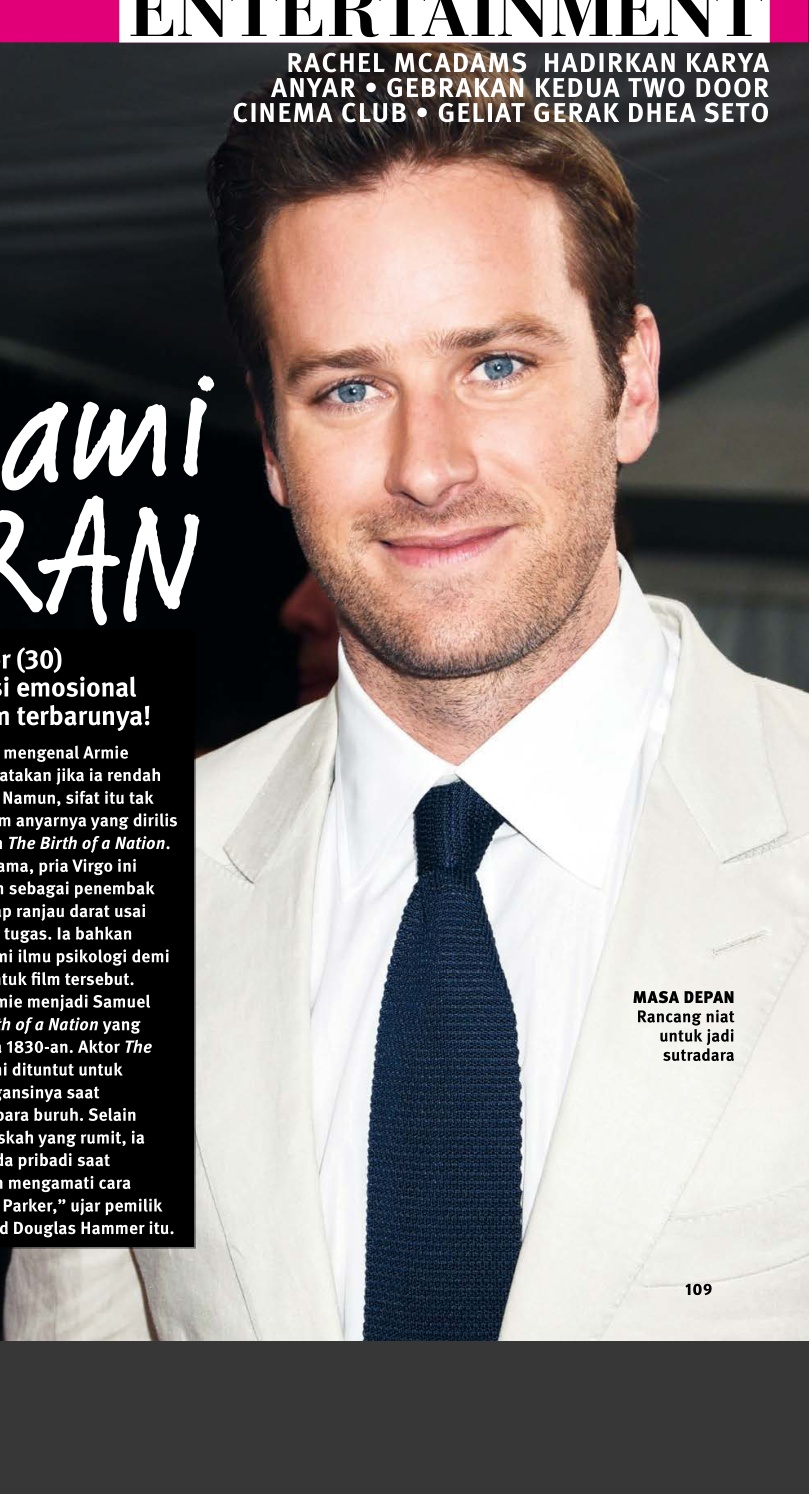 ENTERTAINMENT
RACHEL MCADAMS HADIRKAN KARYA
ANYAR • GEBRAKAN KEDUA TWO DOOR
CINEMA CLUB • GELIAT GERAK DHEA SETO
ami
RAN
r (30)
si emosional
m terbarunya!
mengenal Armie
atakan jika ia rendah
Namun, sifat itu tak
m anyarnya yang dirilis
n The Birth of a Nation.
ama, pria Virgo ini
n sebagai penembak
ap ranjau darat usai
tugas. Ia bahkan
mi ilmu psikologi demi
ntuk film tersebut.
mie menjadi Samuel
th of a Nation yang
a 1830-an. Aktor The
ni dituntut untuk
gansinya saat
para buruh. Selain
skah yang rumit, ia
da pribadi saat
n mengamati cara
Parker,” ujar pemilik
d Douglas Hammer itu.
MASA DEPAN
Rancang niat
untuk jadi
sutradara
109